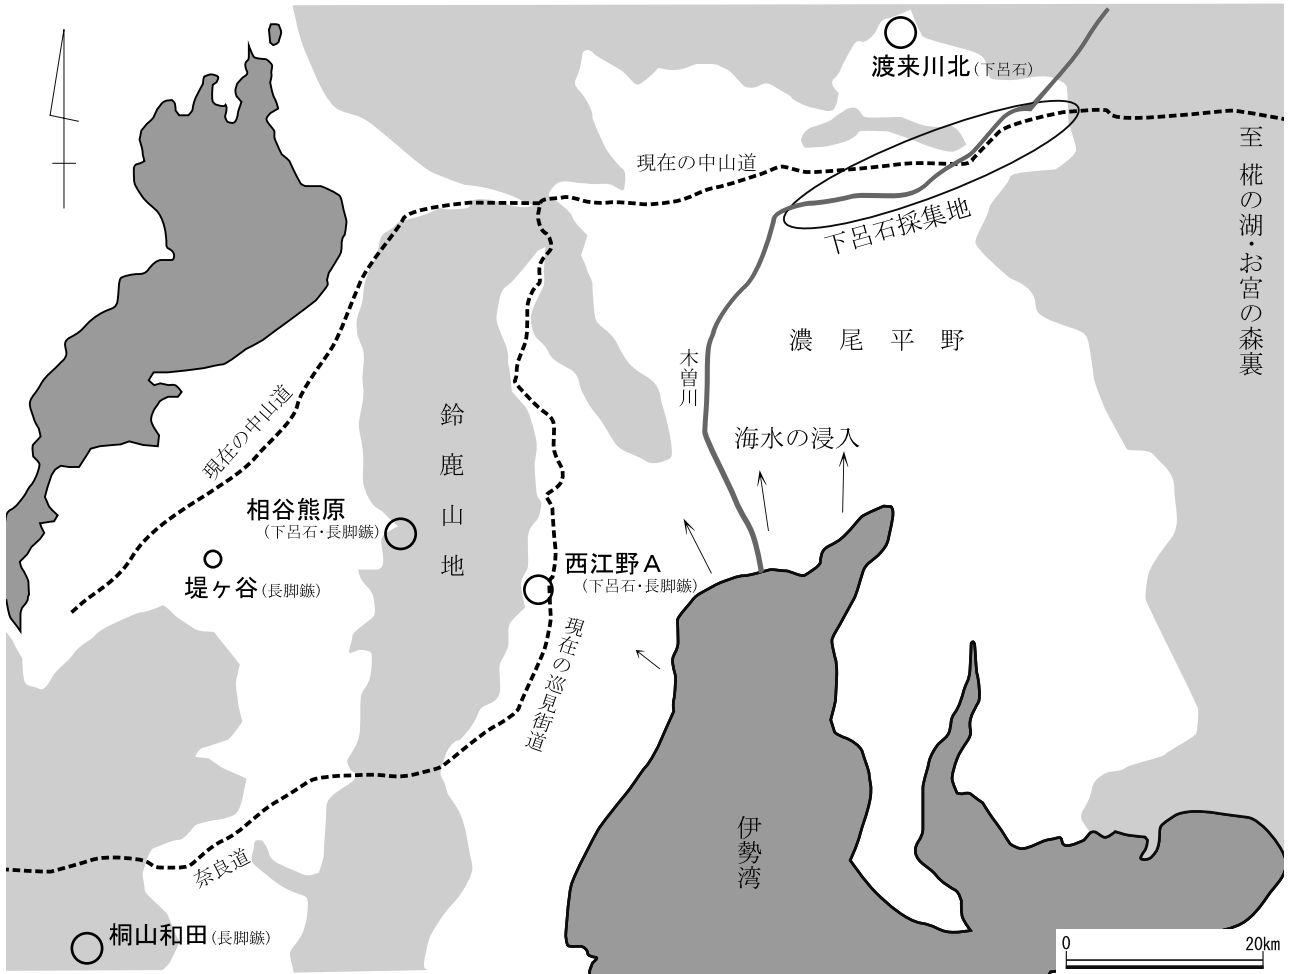 渡来川北(下呂石)
現在の中山道
下呂石採集地
至 椛の湖・お宮の森裏
濃尾平野
木曽川
海水の浸入
現在の中山道
鈴鹿山地
相谷熊原
(下呂石・長脚鏃)
堤ヶ谷(長脚鏃)
西江野A
(下呂石・長脚鏃)
現在の巡見街道
伊勢湾
奈良道
桐山和田(長脚鏃)
0 20km